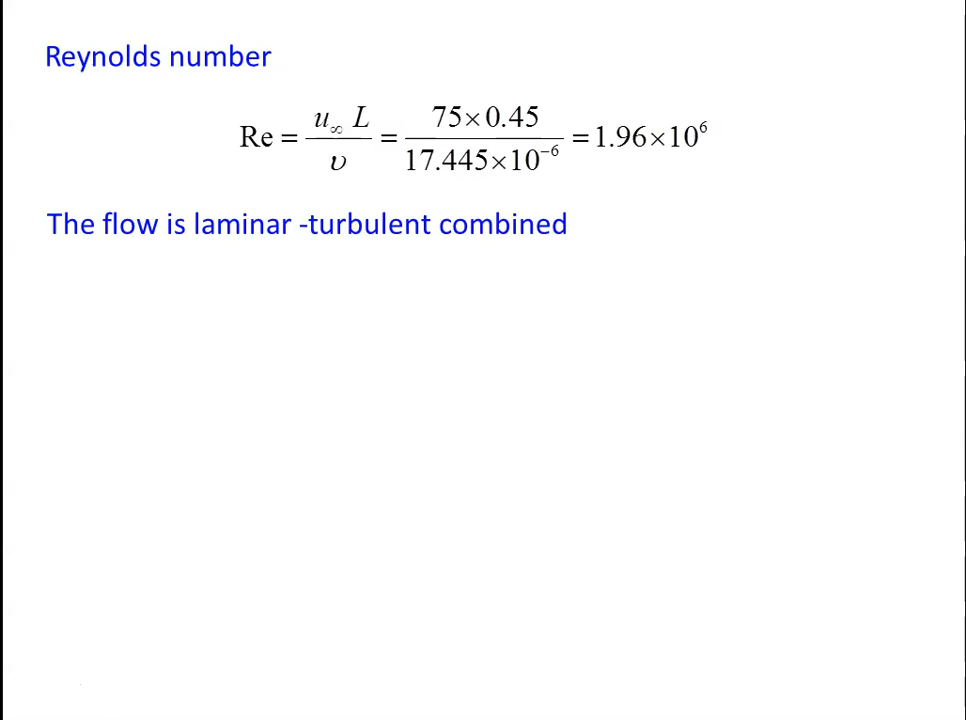 Reynolds number
Re = u∞ L / υ = 75×0.45 / 17.445×10⁻⁶ = 1.96×10⁶
The flow is laminar -turbulent combined